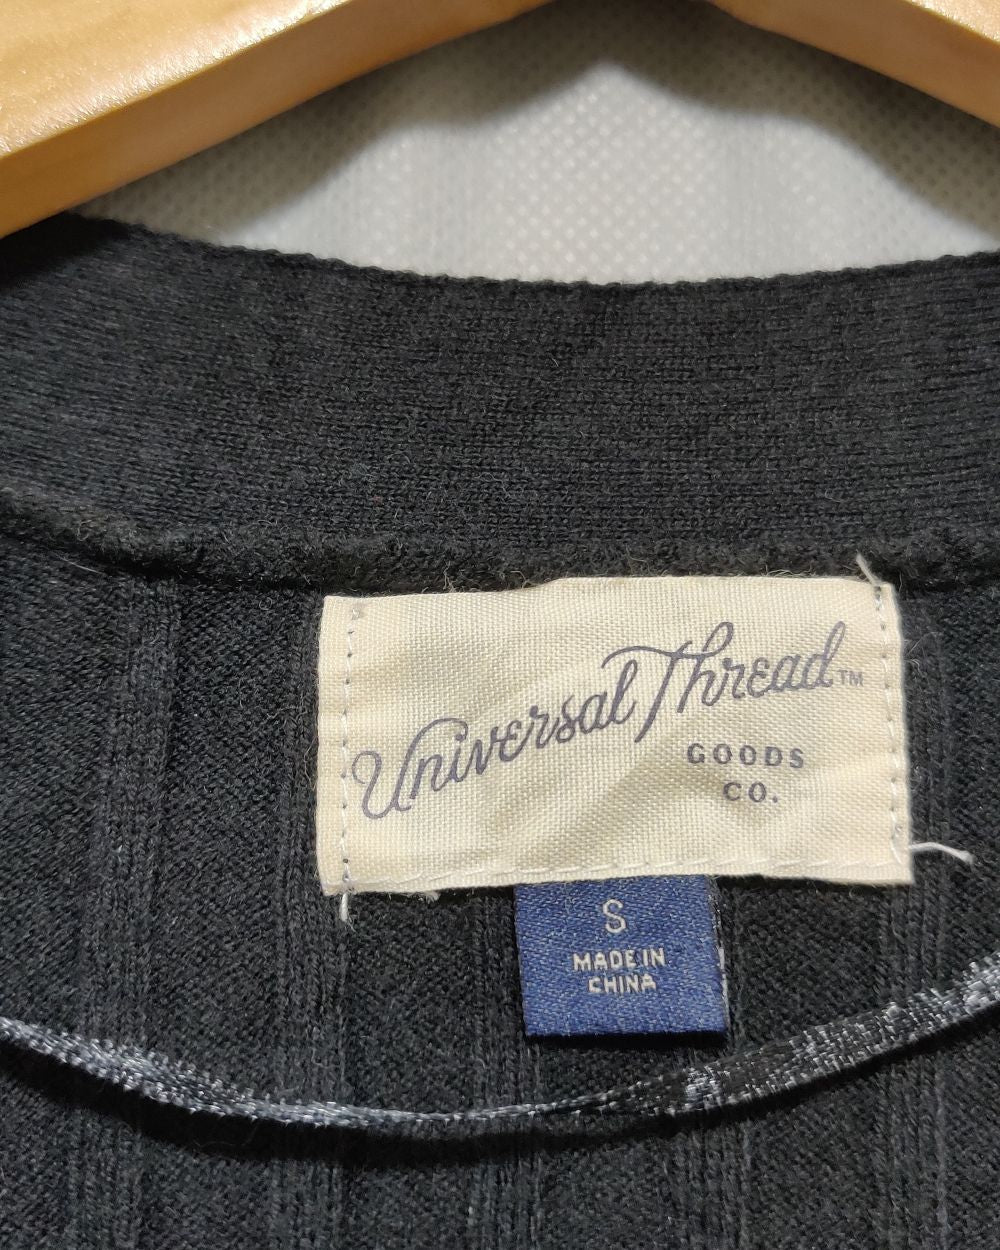 Universal Thread™
GOODS
CO.
S
MADE IN
CHINA